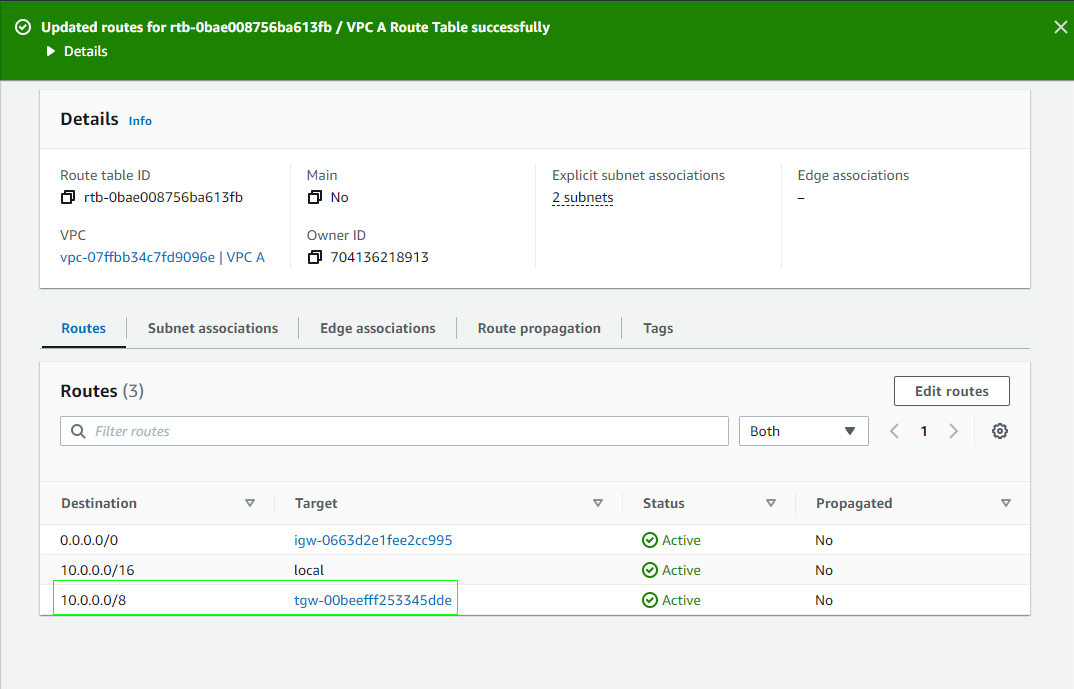 Updated routes for rtb-0bae008756ba613fb / VPC A Route Table successfully
Details
Details Info
Route table ID
rtb-0bae008756ba613fb
Main
No
Explicit subnet associations
2 subnets
Edge associations
–
VPC
vpc-07ffbb34c7fd9096e | VPC A
Owner ID
704136218913
Routes Subnet associations Edge associations Route propagation Tags
Routes (3)
Edit routes
Filter routes
Both
1
Destination Target Status Propagated
0.0.0.0/0 igw-0663d2e1fee2cc995 Active No
10.0.0.0/16 local Active No
10.0.0.0/8 tgw-00beefff253345dde Active No